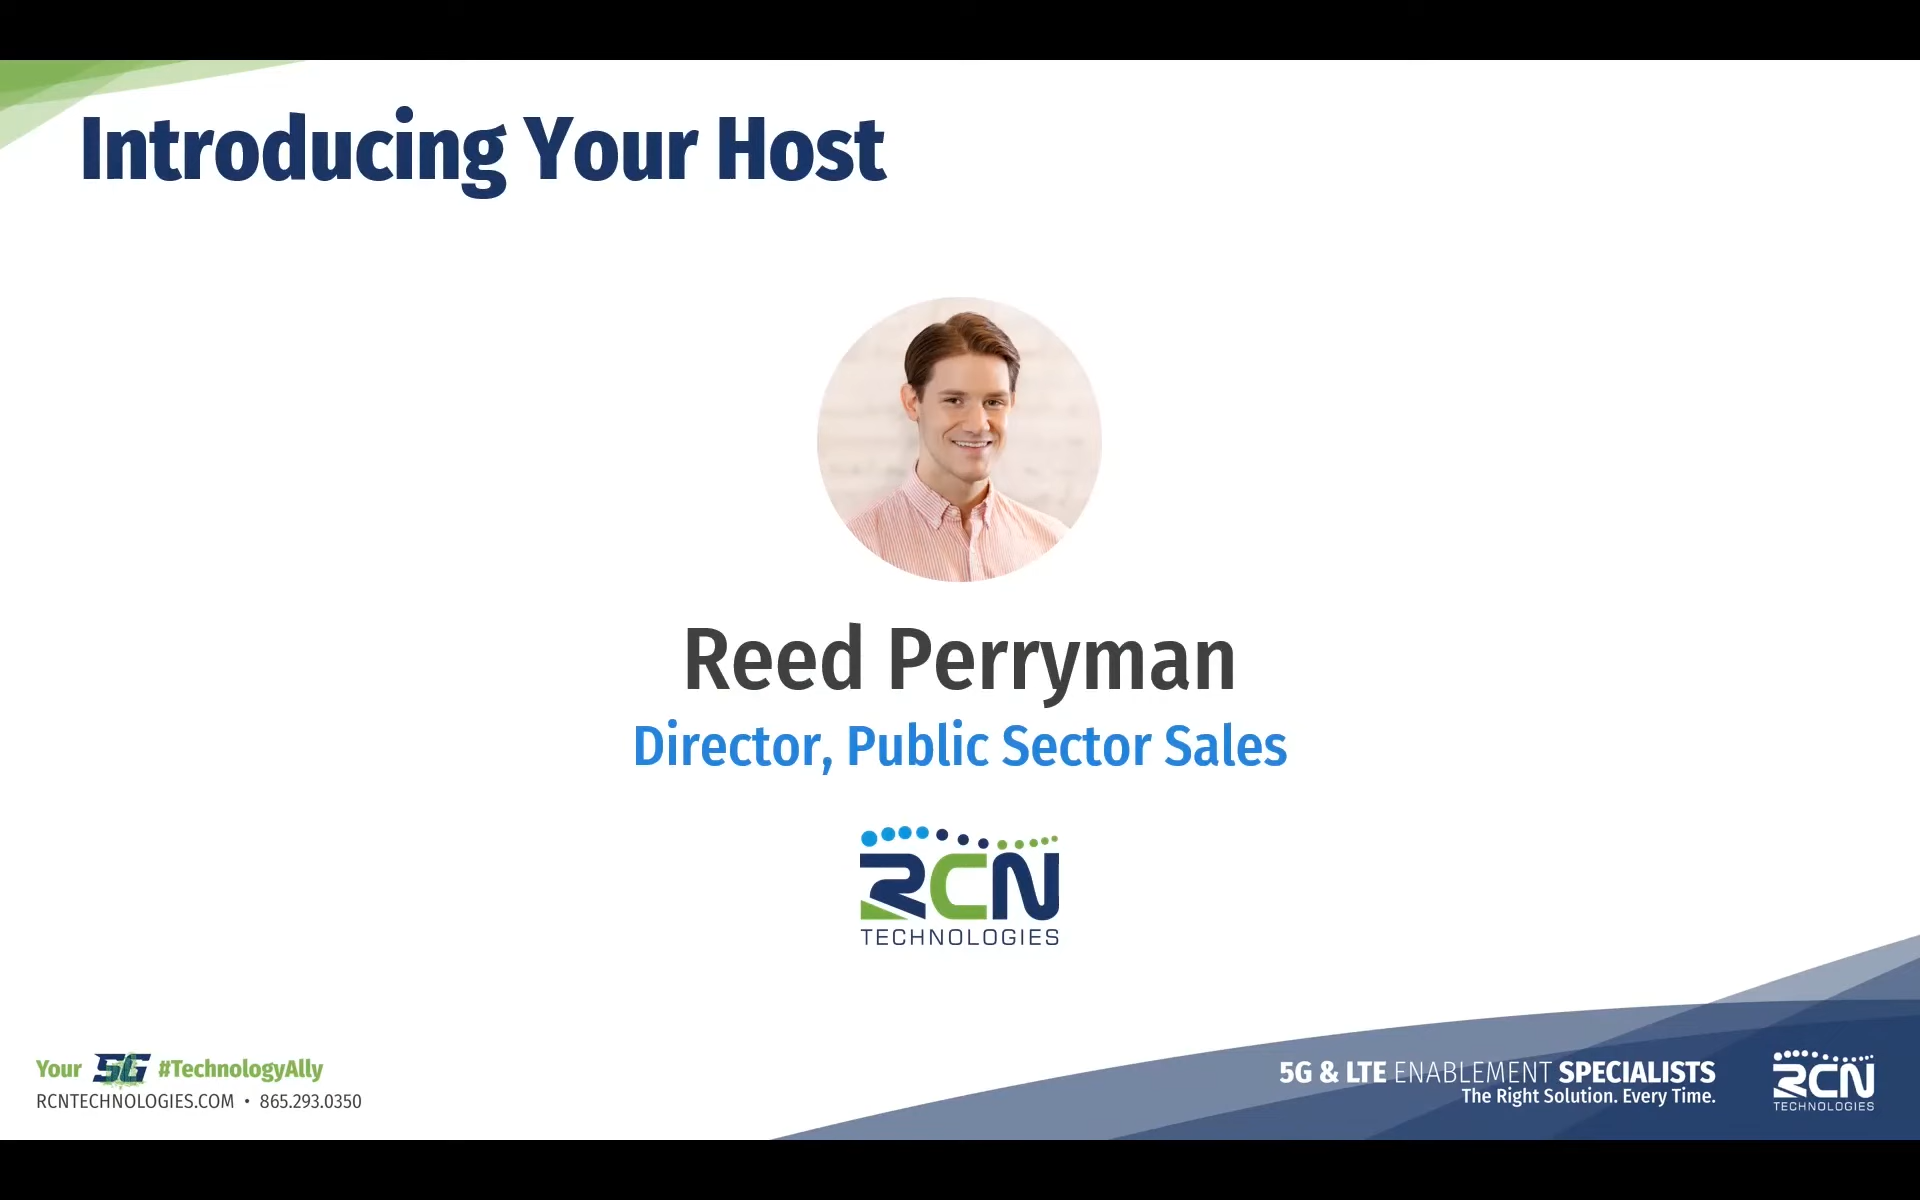 Introducing Your Host
Reed Perryman
Director, Public Sector Sales
RCN
TECHNOLOGIES
Your 5G #TechnologyAlly
RCNTECHNOLOGIES.COM • 865.293.0350
5G & LTE ENABLEMENT SPECIALISTS
The Right Solution. Every Time.
RCN
TECHNOLOGIES